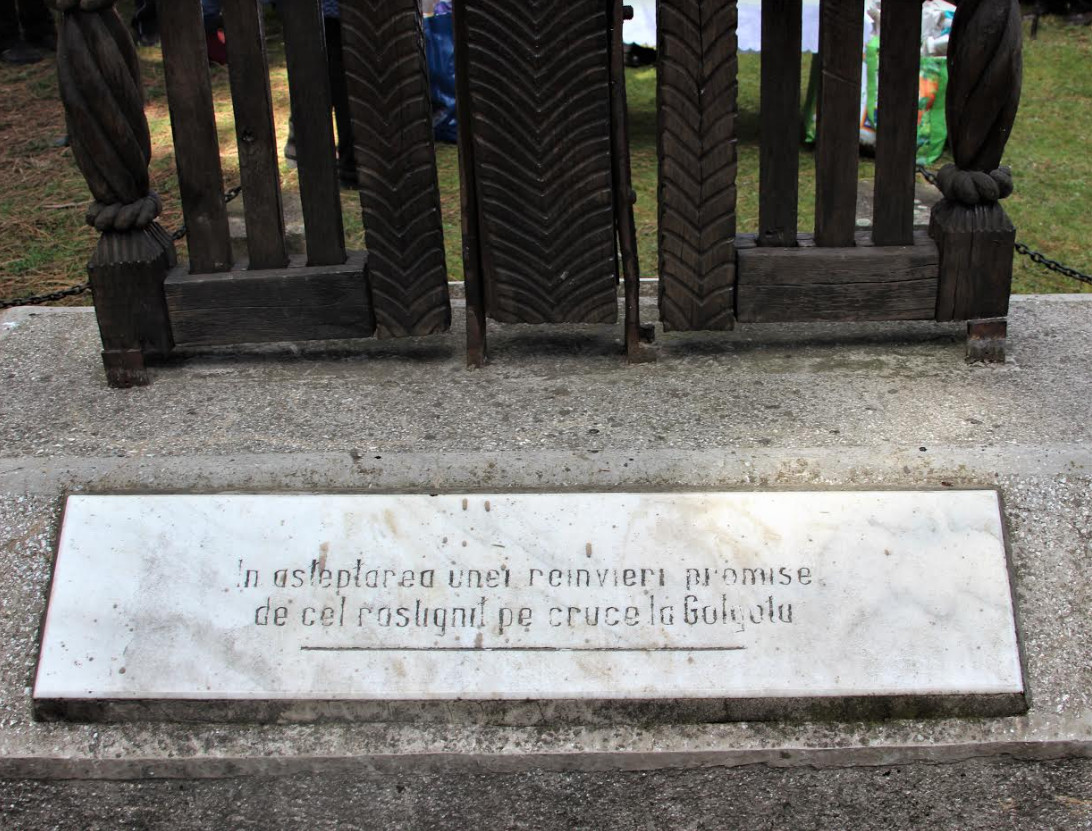 In asteptarea unei reinvieri promise
de cel rastignit pe cruce la Golgota